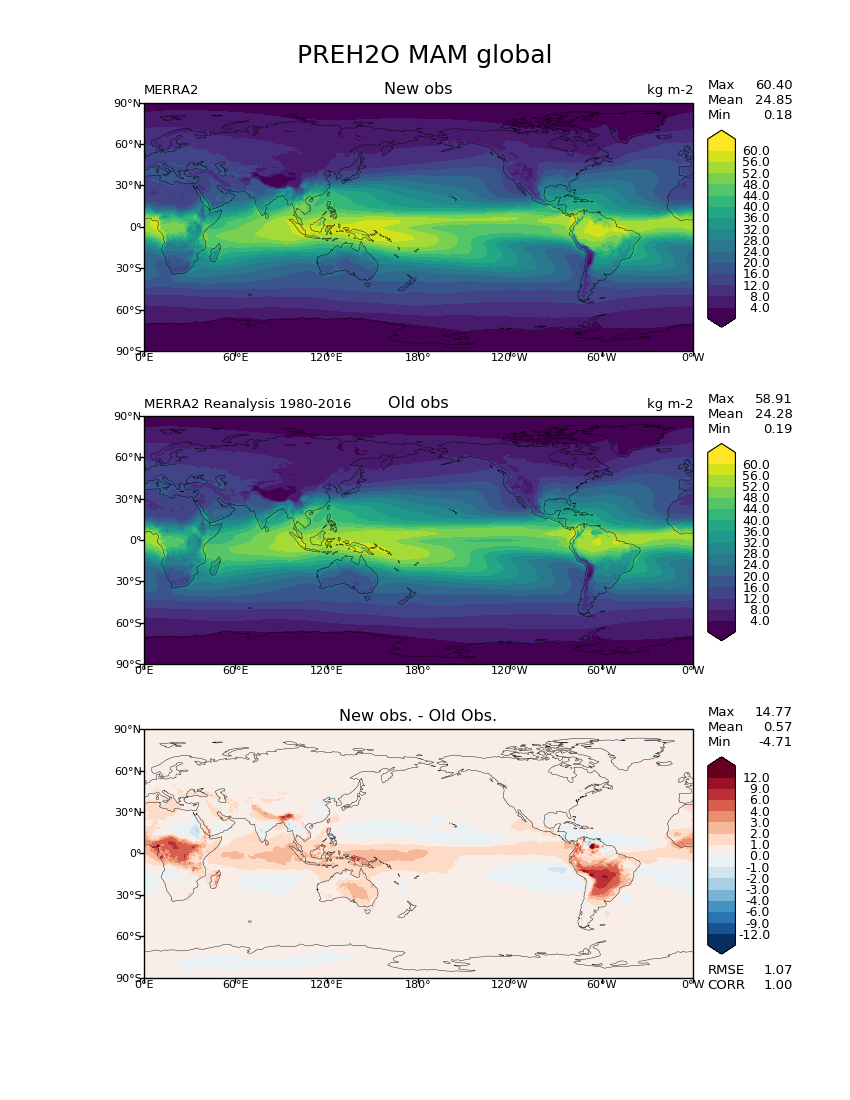 PREH2O MAM global
MERRA2 New obs kg m-2
Max 60.40
Mean 24.85
Min 0.18
90°N
60°N
30°N
0°
30°S
60°S
90°S
0°E 60°E 120°E 180° 120°W 60°W 0°W
60.0
56.0
52.0
48.0
44.0
40.0
36.0
32.0
28.0
24.0
20.0
16.0
12.0
8.0
4.0
MERRA2 Reanalysis 1980-2016 Old obs kg m-2
Max 58.91
Mean 24.28
Min 0.19
90°N
60°N
30°N
0°
30°S
60°S
90°S
0°E 60°E 120°E 180° 120°W 60°W 0°W
60.0
56.0
52.0
48.0
44.0
40.0
36.0
32.0
28.0
24.0
20.0
16.0
12.0
8.0
4.0
New obs. - Old Obs.
Max 14.77
Mean 0.57
Min -4.71
90°N
60°N
30°N
0°
30°S
60°S
90°S
0°E 60°E 120°E 180° 120°W 60°W 0°W
12.0
9.0
6.0
4.0
3.0
2.0
1.0
0.0
-1.0
-2.0
-3.0
-4.0
-6.0
-9.0
-12.0
RMSE 1.07
CORR 1.00